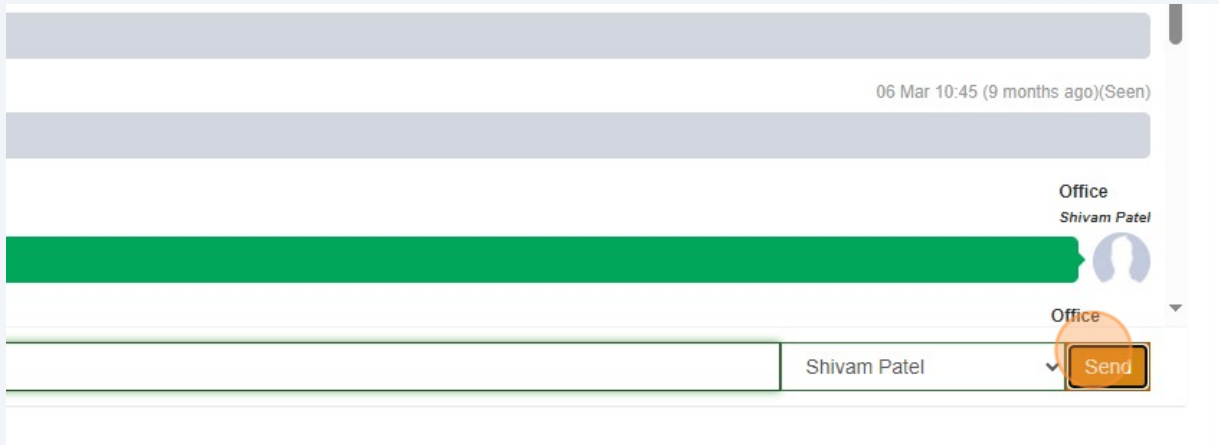 06 Mar 10:45 (9 months ago)(Seen)
Office
Shivam Patel
Office
Shivam Patel
Send